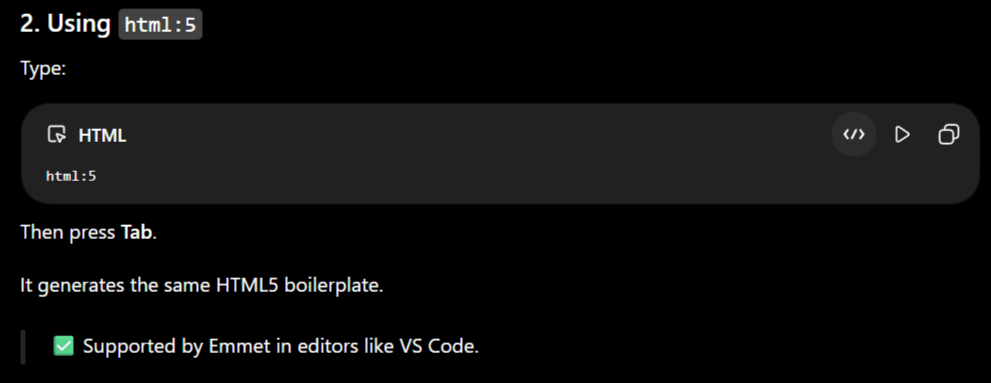 2. Using html:5
Type:
HTML
html:5
Then press Tab.
It generates the same HTML5 boilerplate.
✅ Supported by Emmet in editors like VS Code.